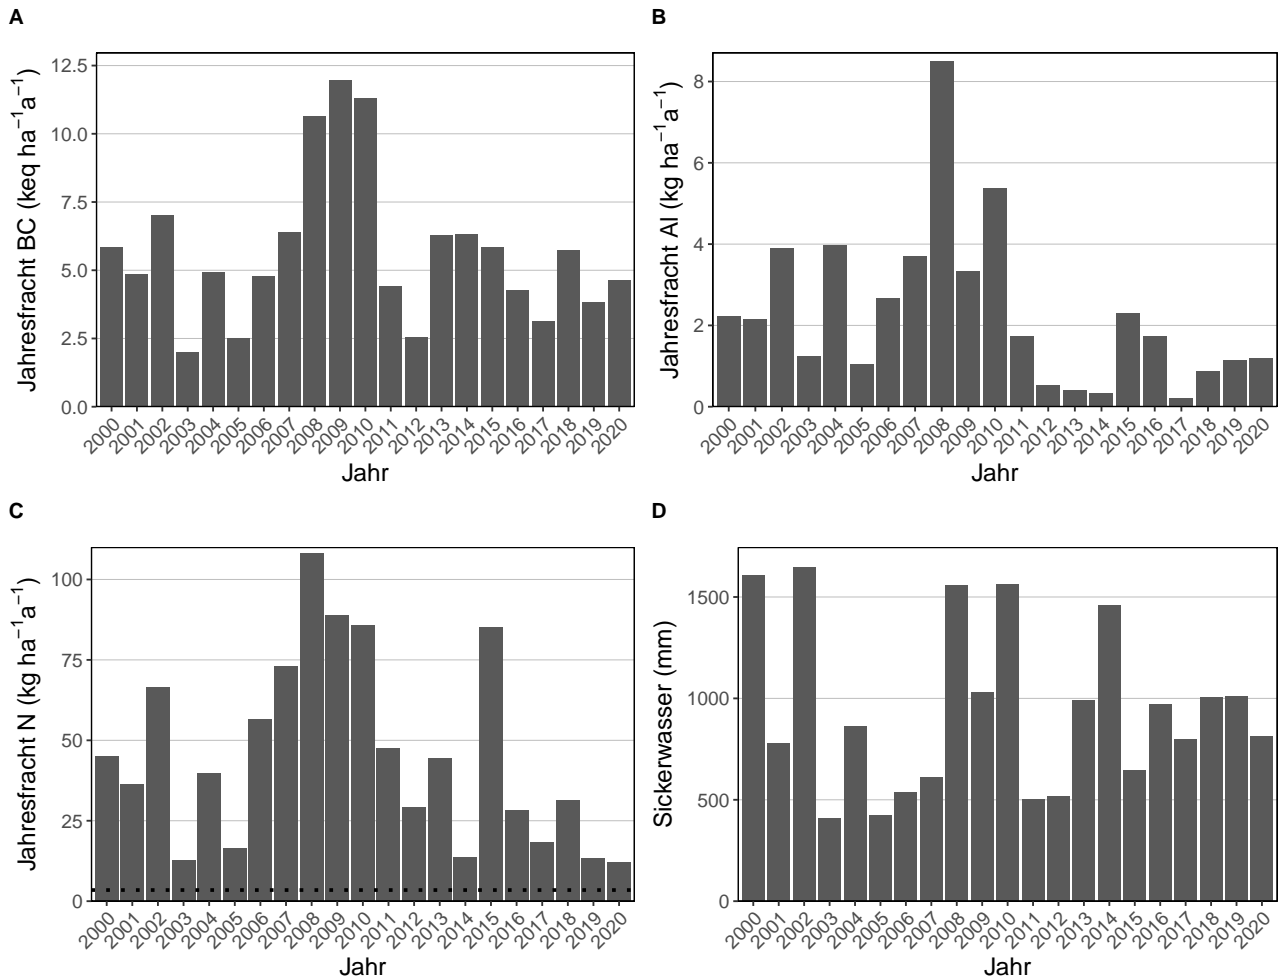 A
Jahresfracht BC (keq ha⁻¹a⁻¹)
12.5
10.0
7.5
5.0
2.5
0.0
2000 2001 2002 2003 2004 2005 2006 2007 2008 2009 2010 2011 2012 2013 2014 2015 2016 2017 2018 2019 2020
Jahr
B
Jahresfracht Al (kg ha⁻¹a⁻¹)
8
6
4
2
0
2000 2001 2002 2003 2004 2005 2006 2007 2008 2009 2010 2011 2012 2013 2014 2015 2016 2017 2018 2019 2020
Jahr
C
Jahresfracht N (kg ha⁻¹a⁻¹)
100
75
50
25
0
2000 2001 2002 2003 2004 2005 2006 2007 2008 2009 2010 2011 2012 2013 2014 2015 2016 2017 2018 2019 2020
Jahr
D
Sickerwasser (mm)
1500
1000
500
0
2000 2001 2002 2003 2004 2005 2006 2007 2008 2009 2010 2011 2012 2013 2014 2015 2016 2017 2018 2019 2020
Jahr